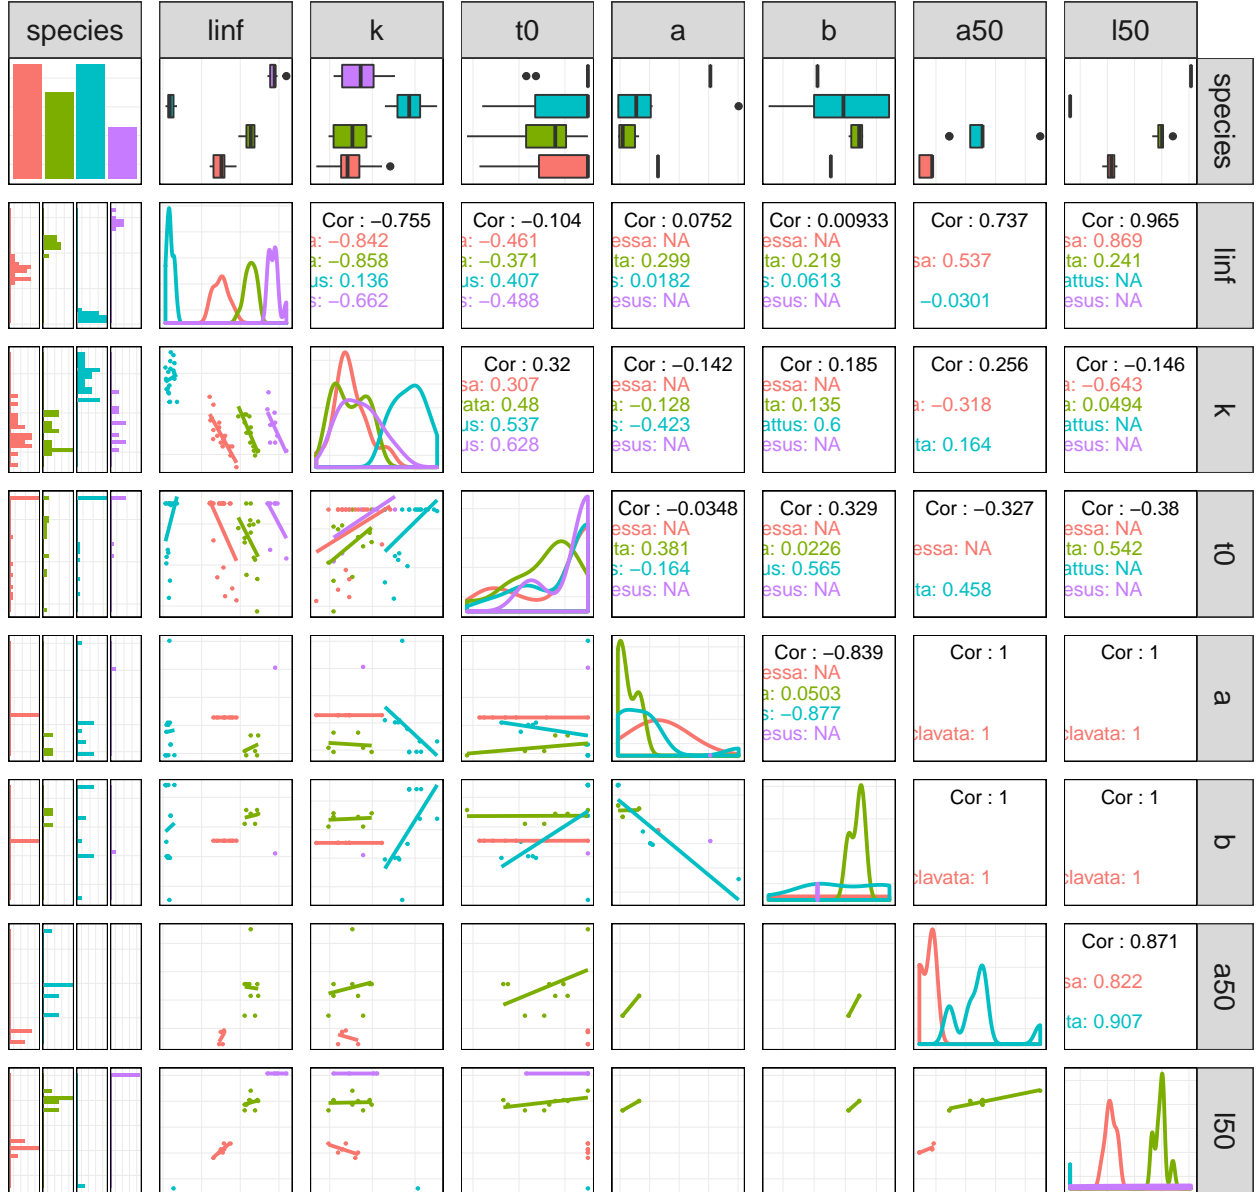 species linf k t0 a b a50 l50
species
Cor : −0.755 Cor : −0.104 Cor : 0.0752 Cor : 0.00933 Cor : 0.737 Cor : 0.965
a: −0.842 a: −0.461 essa: NA essa: NA sa: 0.869
a: −0.858 a: −0.371 ta: 0.299 ta: 0.219 sa: 0.537 a: 0.241
us: 0.136 us: 0.407 s: 0.0182 s: 0.0613 attus: NA
s: −0.662 s: −0.488 esus: NA esus: NA −0.0301 esus: NA
linf
Cor : 0.32 Cor : −0.142 Cor : 0.185 Cor : 0.256 Cor : −0.146
sa: 0.307 essa: NA essa: NA a: −0.643
ata: 0.48 a: −0.128 ta: 0.135 a: −0.318 a: 0.0494
us: 0.537 s: −0.423 attus: 0.6 attus: NA
us: 0.628 esus: NA esus: NA ta: 0.164 esus: NA
k
Cor : −0.0348 Cor : 0.329 Cor : −0.327 Cor : −0.38
essa: NA essa: NA essa: NA
ta: 0.381 a: 0.0226 essa: NA ta: 0.542
s: −0.164 us: 0.565 attus: NA
esus: NA esus: NA ta: 0.458 esus: NA
t0
Cor : −0.839 Cor : 1 Cor : 1
essa: NA
a: 0.0503
s: −0.877
esus: NA clavata: 1 clavata: 1
a
Cor : 1 Cor : 1
clavata: 1 clavata: 1
b
Cor : 0.871
sa: 0.822
ta: 0.907
a50
l50